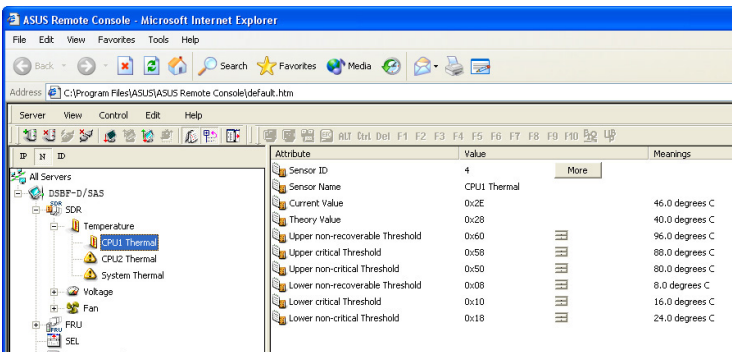 ASUS Remote Console - Microsoft Internet Explorer
File Edit View Favorites Tools Help
Back Search Favorites Media
Address C:\Program Files\ASUS\ASUS Remote Console\default.htm
Server View Control Edit Help
ALT Ctrl Del F1 F2 F3 F4 F5 F6 F7 F8 F9 F10
IP N ID
Attribute Value Meanings
All Servers
Sensor ID 4 More
DSBF-D/SAS
Sensor Name CPU1 Thermal
SDR
Current Value 0x2E 46.0 degrees C
Temperature
Theory Value 0x28 40.0 degrees C
CPU1 Thermal
Upper non-recoverable Threshold 0x60 96.0 degrees C
CPU2 Thermal
Upper critical Threshold 0x58 88.0 degrees C
System Thermal
Upper non-critical Threshold 0x50 80.0 degrees C
Voltage
Lower non-recoverable Threshold 0x08 8.0 degrees C
Fan
Lower critical Threshold 0x10 16.0 degrees C
FRU
Lower non-critical Threshold 0x18 24.0 degrees C
SEL